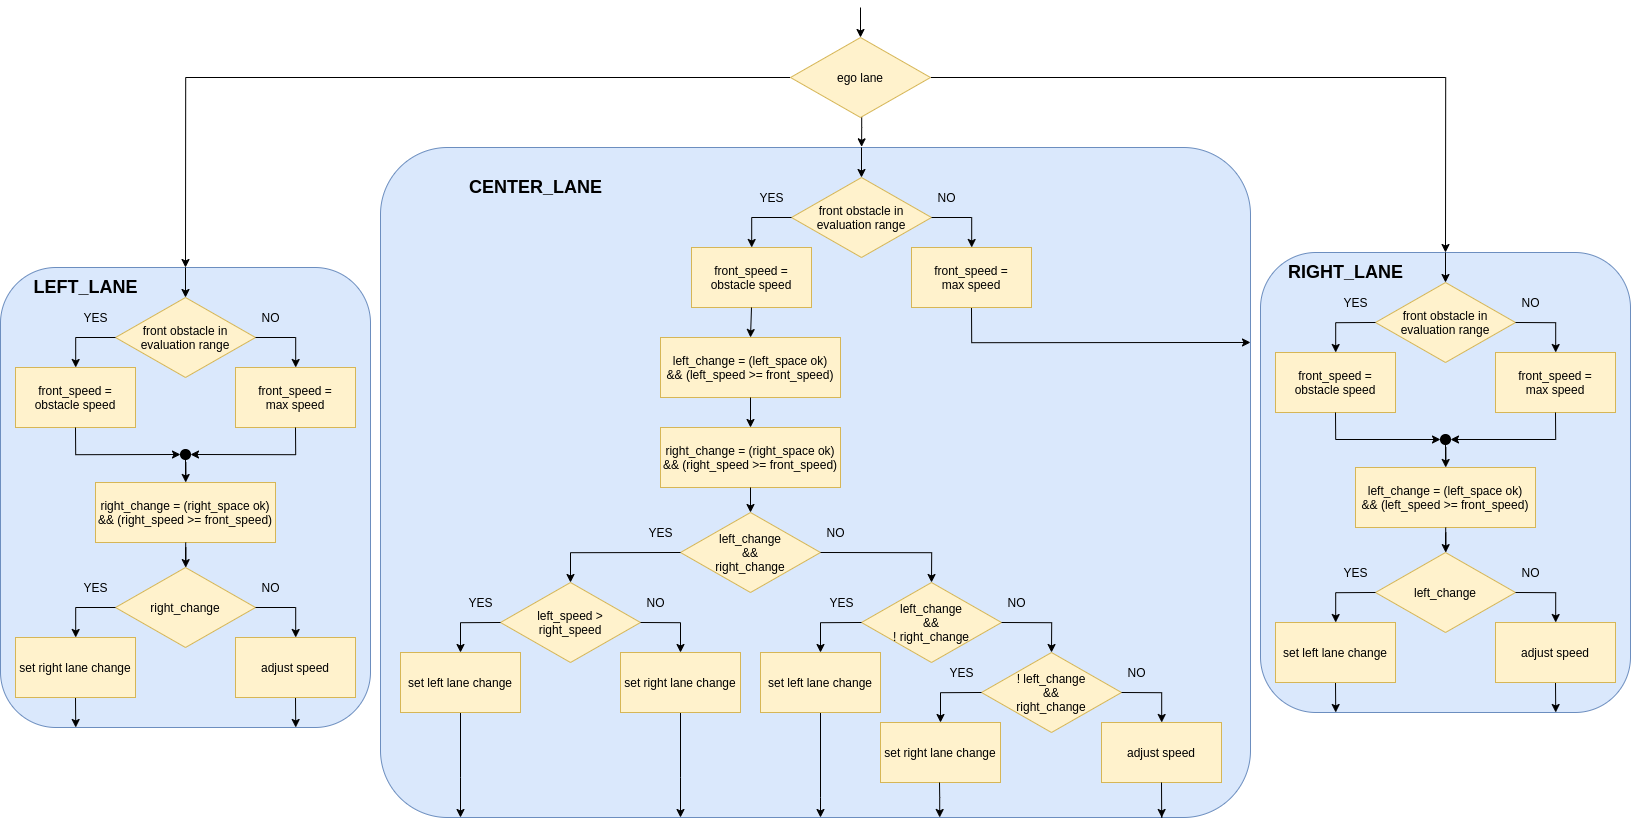 ego lane
CENTER_LANE
YES
NO
front obstacle in
evaluation range
front_speed =
obstacle speed
front_speed =
max speed
left_change = (left_space ok)
&& (left_speed >= front_speed)
right_change = (right_space ok)
&& (right_speed >= front_speed)
YES
NO
left_change
&&
right_change
YES
NO
left_speed >
right_speed
set left lane change
set right lane change
YES
NO
left_change
&&
! right_change
set left lane change
YES
NO
! left_change
&&
right_change
set right lane change
adjust speed
LEFT_LANE
YES
NO
front obstacle in
evaluation range
front_speed =
obstacle speed
front_speed =
max speed
right_change = (right_space ok)
&& (right_speed >= front_speed)
YES
NO
right_change
set right lane change
adjust speed
RIGHT_LANE
YES
NO
front obstacle in
evaluation range
front_speed =
obstacle speed
front_speed =
max speed
left_change = (left_space ok)
&& (left_speed >= front_speed)
YES
NO
left_change
set left lane change
adjust speed